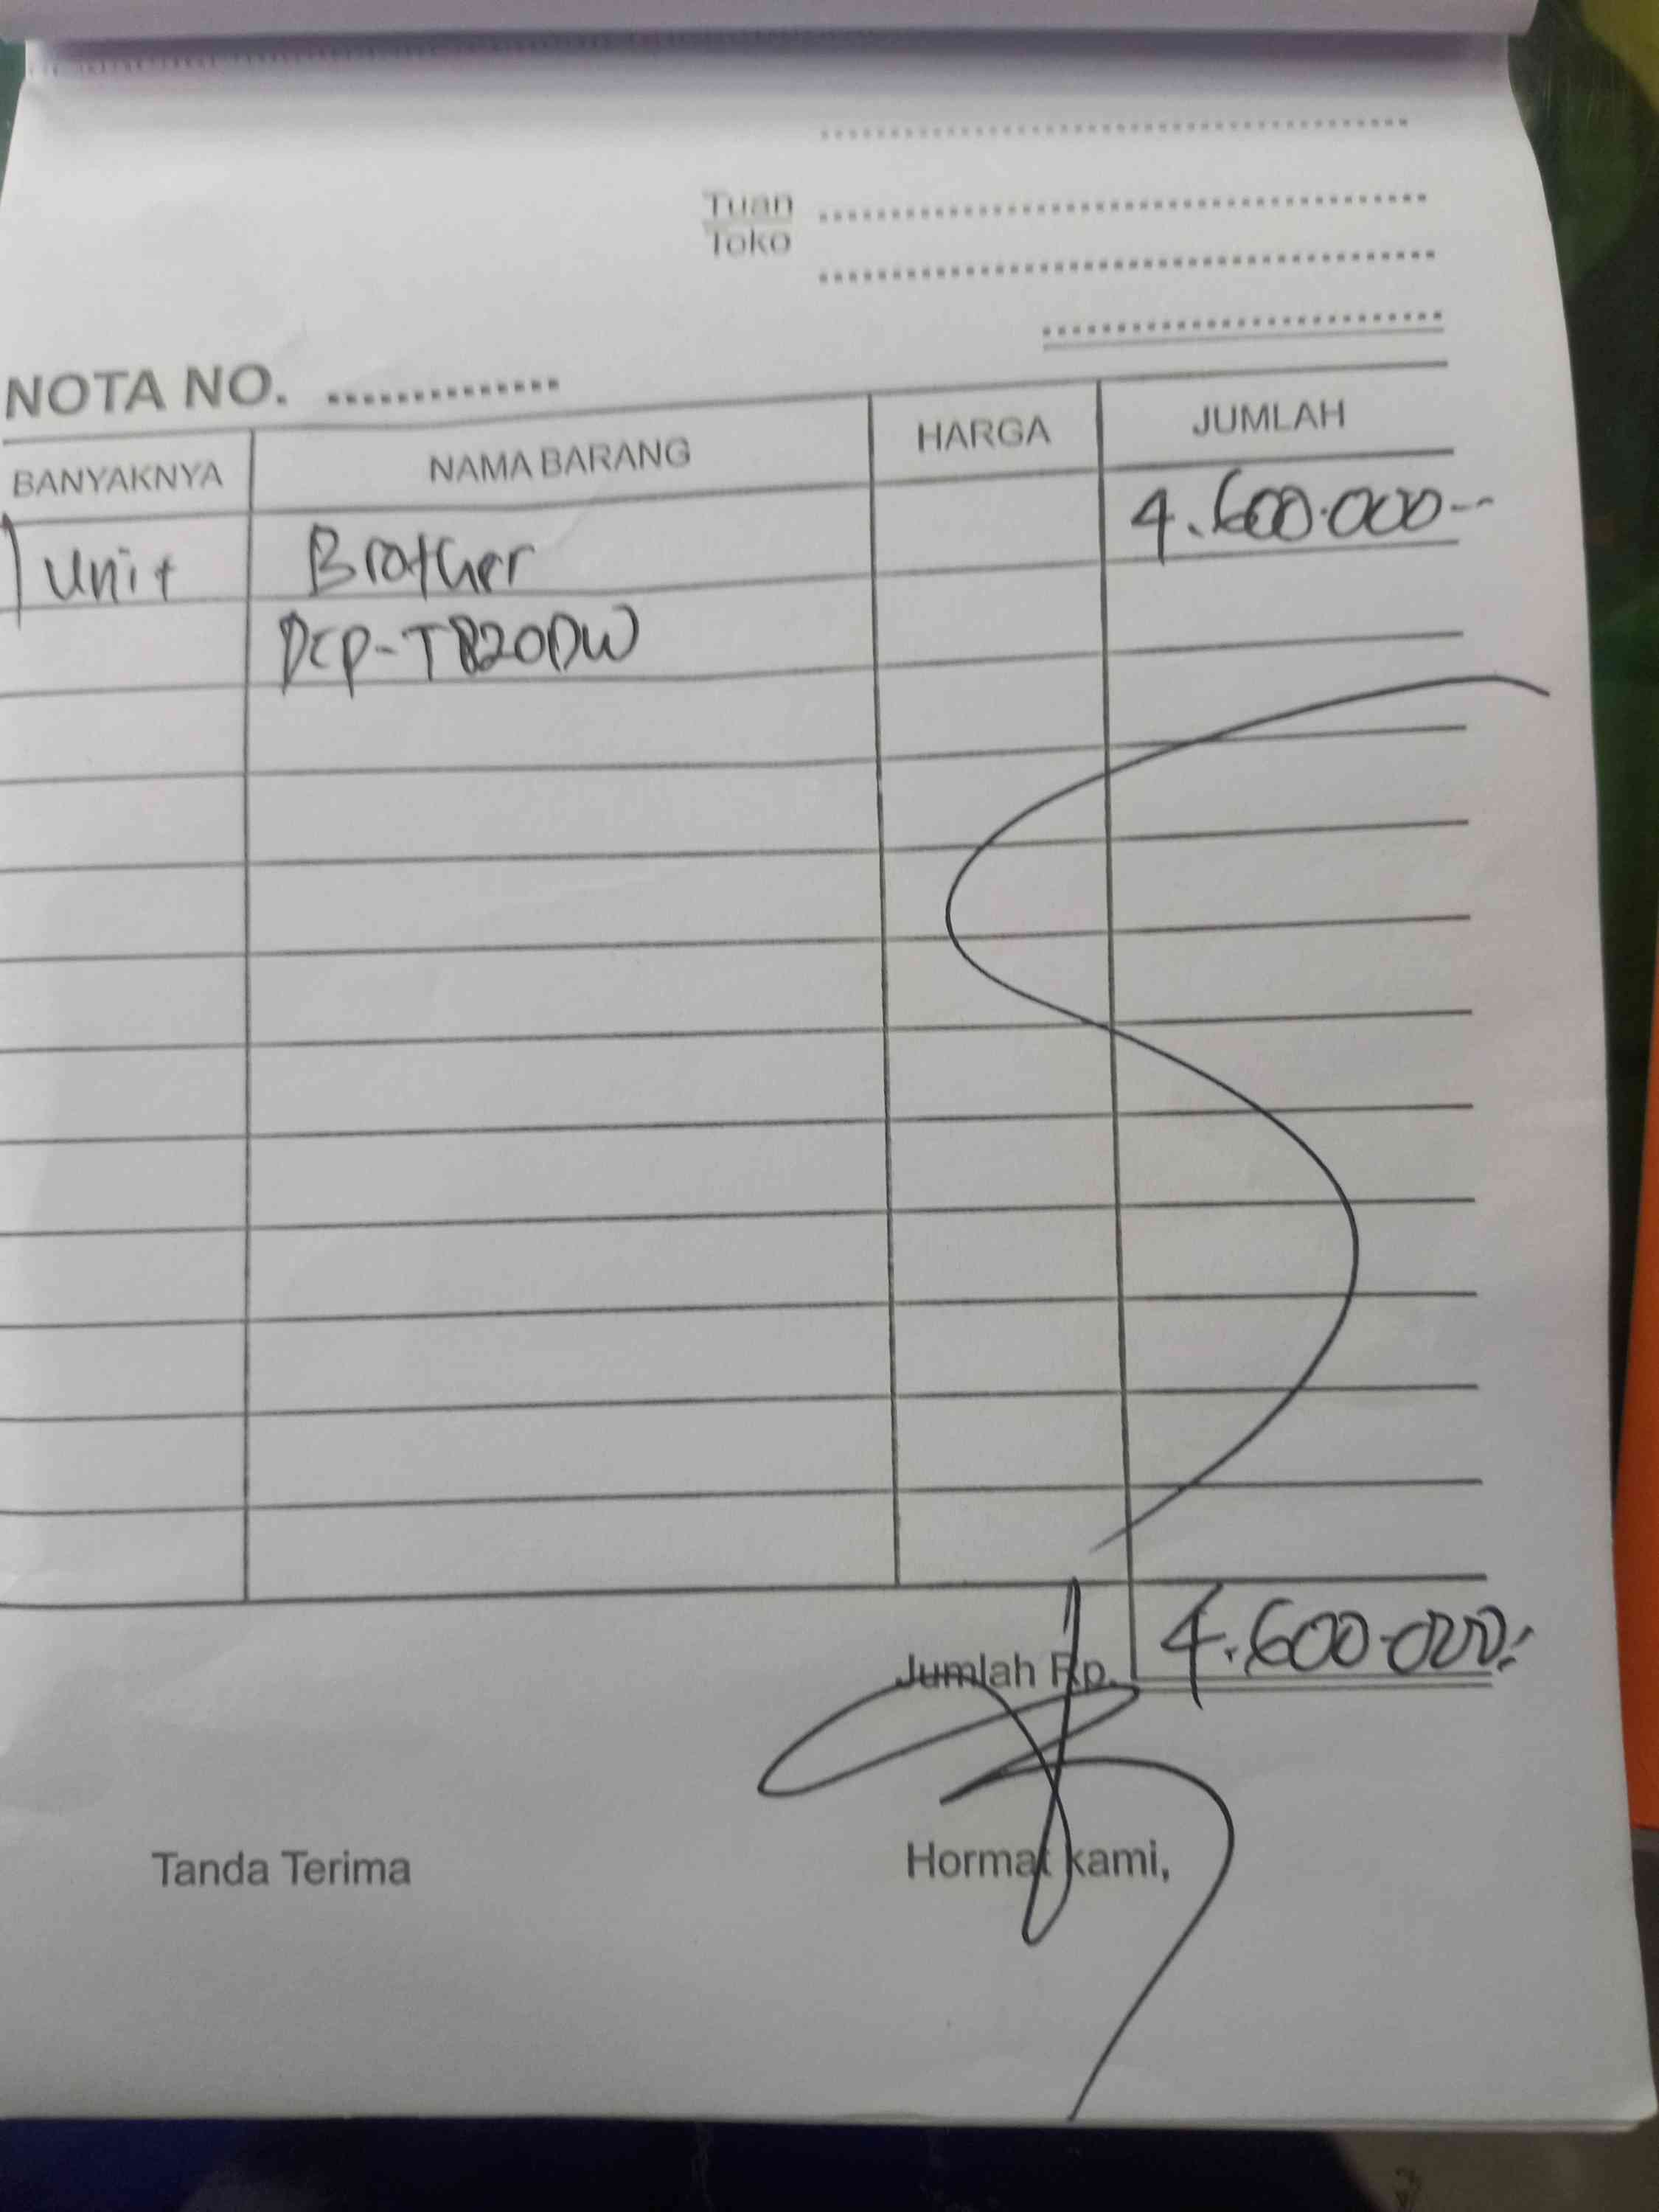 Tuan
Toko
NOTA NO. ..............
BANYAKNYA NAMA BARANG HARGA JUMLAH
1 Unit Brother 4.600.000--
DCP-T820DW
Jumlah Rp. 4.600.000:-
Tanda Terima Hormat kami,